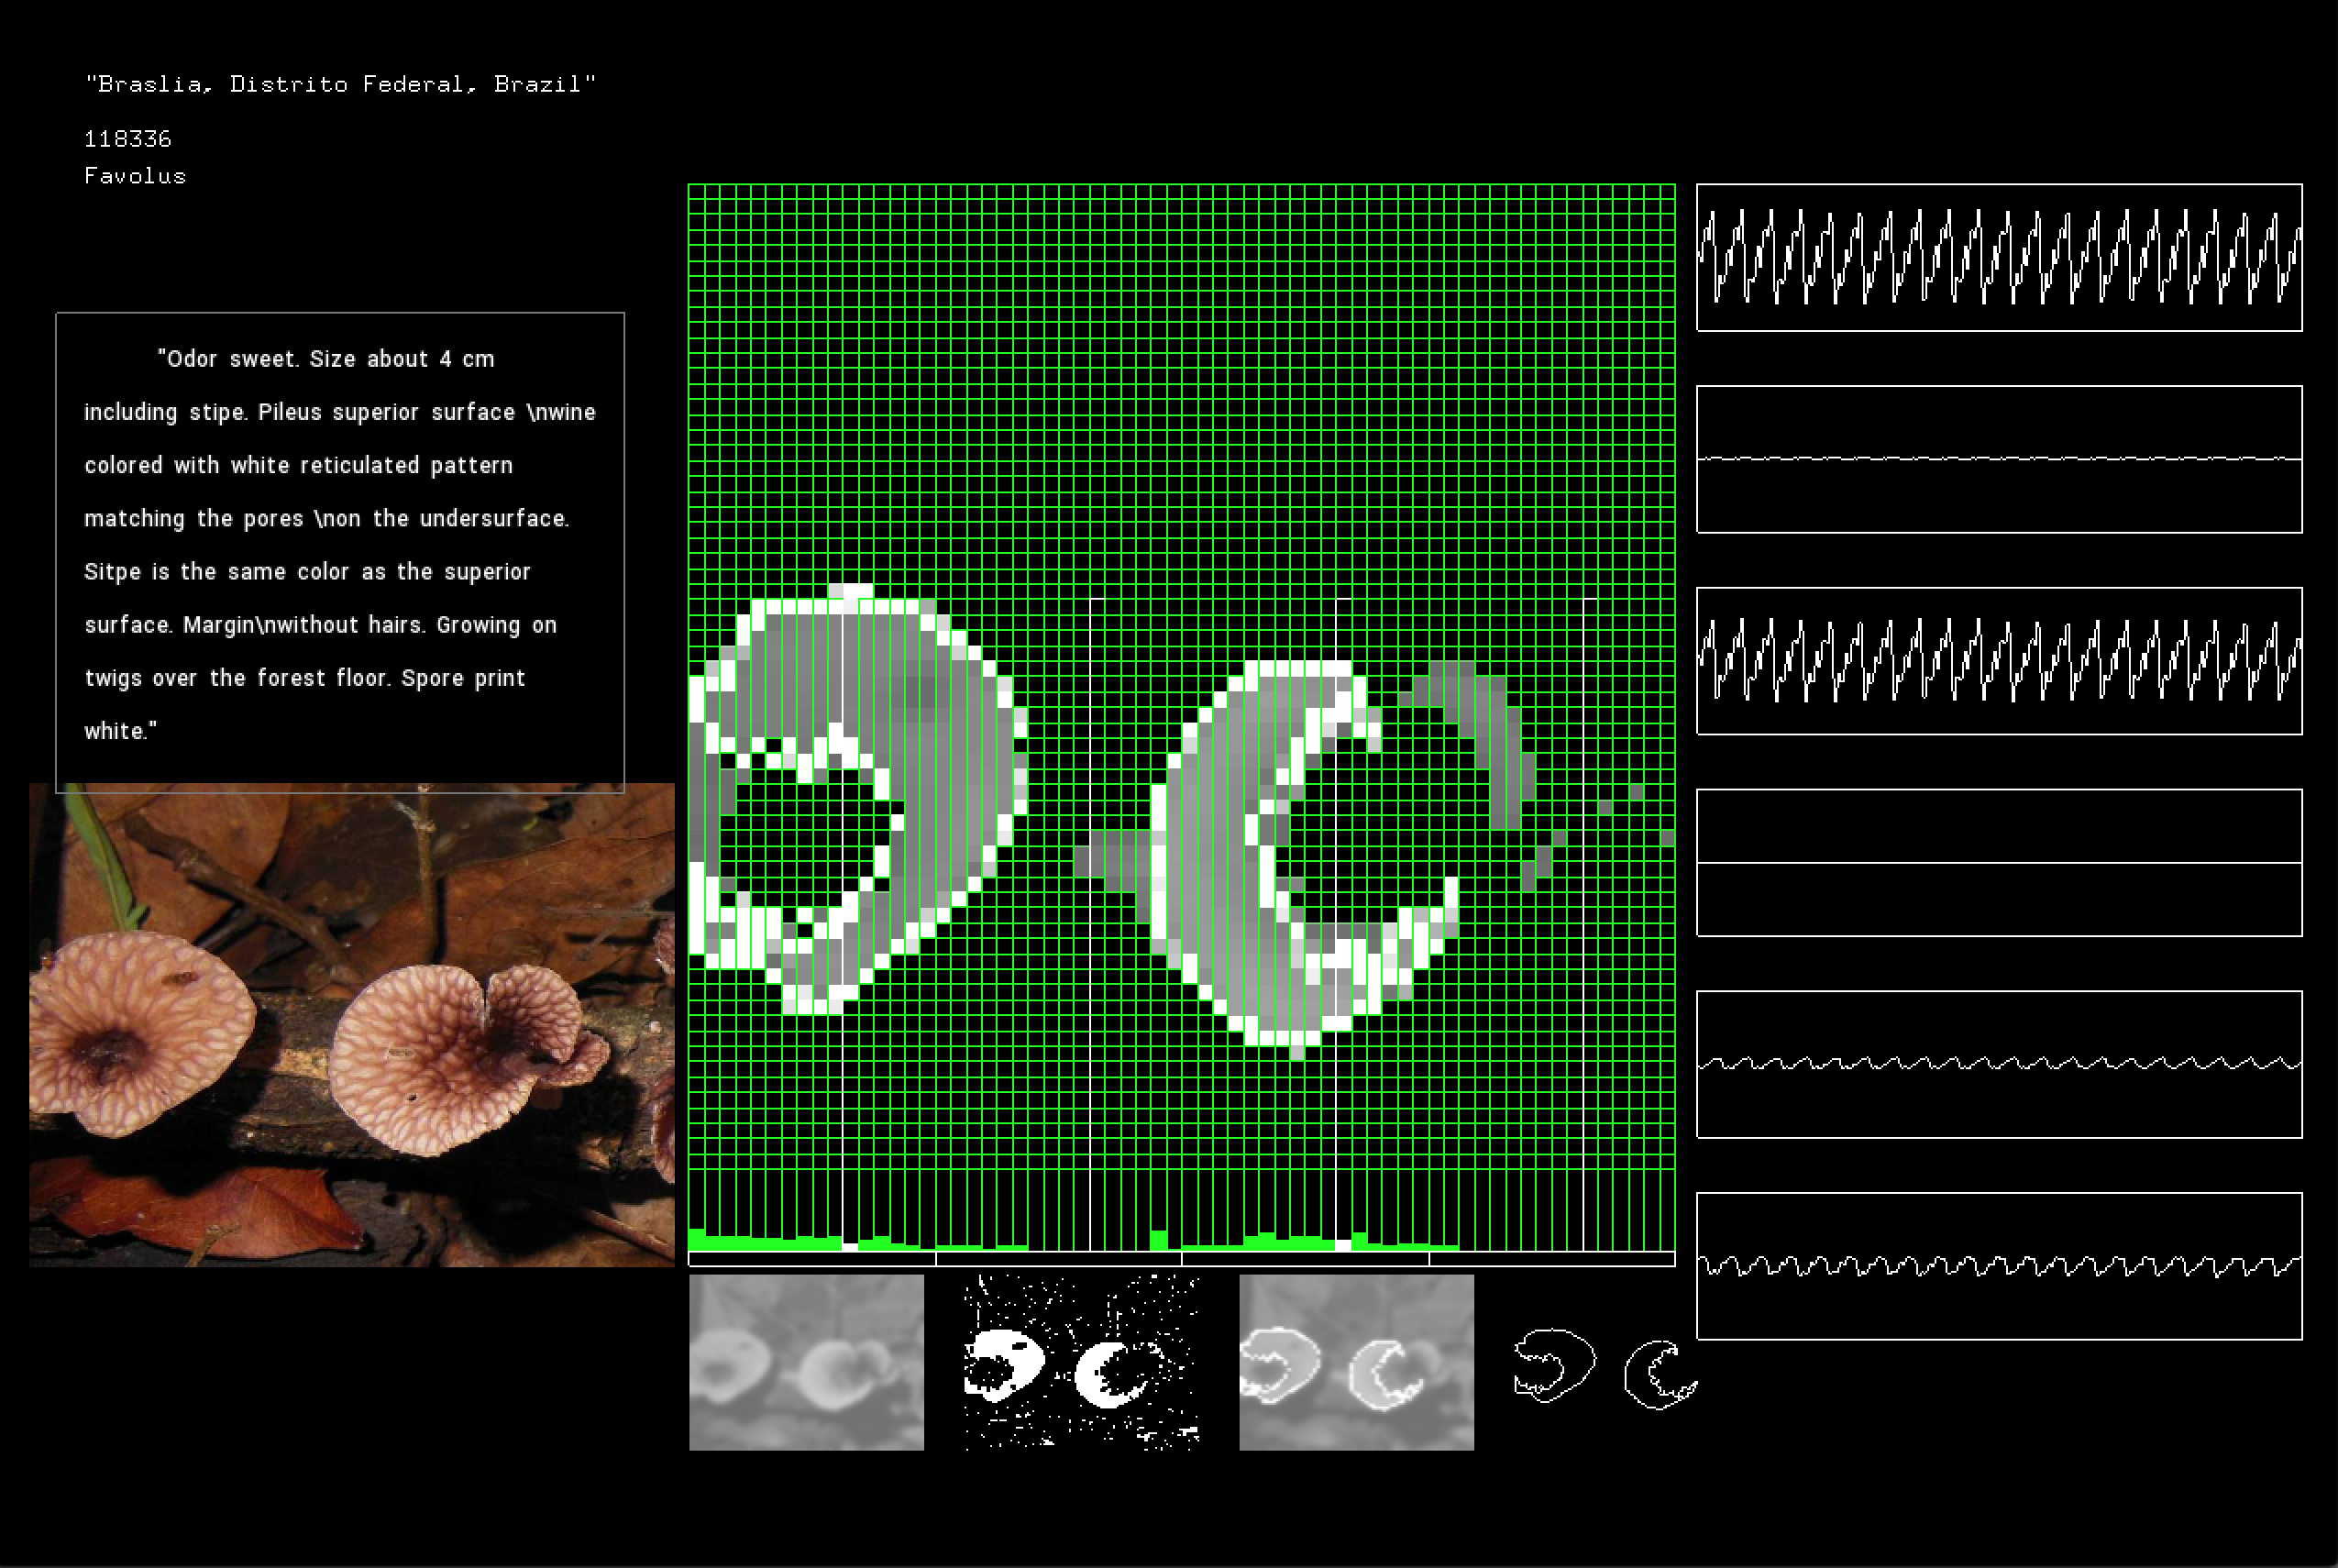 "Braslia, Distrito Federal, Brazil"
118336
Favolus
"Odor sweet. Size about 4 cm
including stipe. Pileus superior surface \nwine
colored with white reticulated pattern
matching the pores \non the undersurface.
Sitpe is the same color as the superior
surface. Margin\nwithout hairs. Growing on
twigs over the forest floor. Spore print
white."